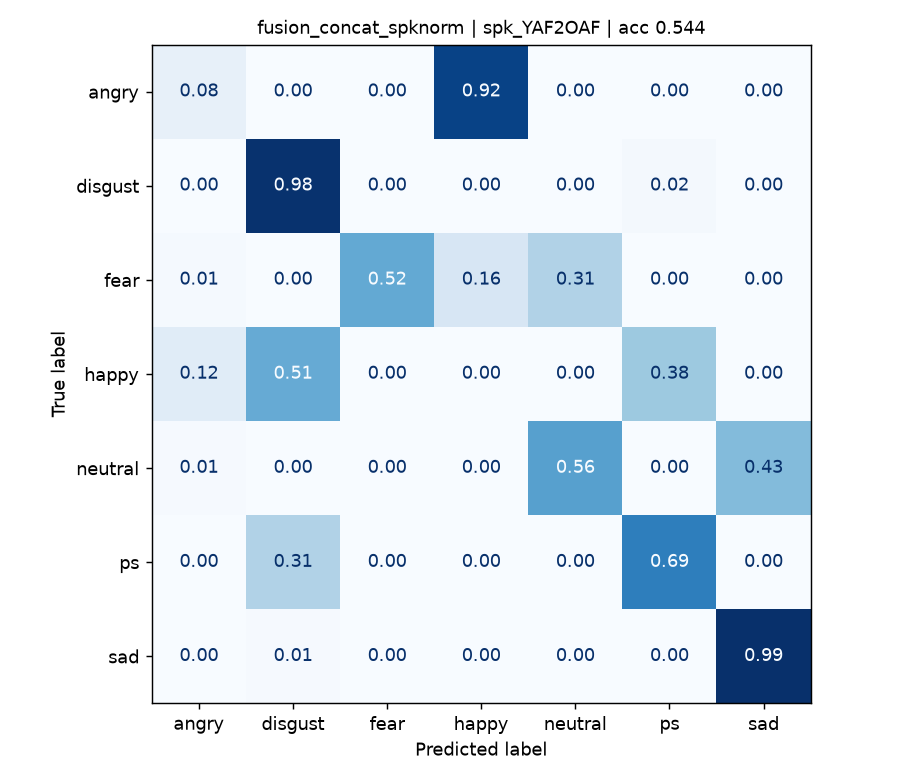 fusion_concat_spknorm | spk_YAF2OAF | acc 0.544
True label
angry 0.08 0.00 0.00 0.92 0.00 0.00 0.00
disgust 0.00 0.98 0.00 0.00 0.00 0.02 0.00
fear 0.01 0.00 0.52 0.16 0.31 0.00 0.00
happy 0.12 0.51 0.00 0.00 0.00 0.38 0.00
neutral 0.01 0.00 0.00 0.00 0.56 0.00 0.43
ps 0.00 0.31 0.00 0.00 0.00 0.69 0.00
sad 0.00 0.01 0.00 0.00 0.00 0.00 0.99
angry disgust fear happy neutral ps sad
Predicted label